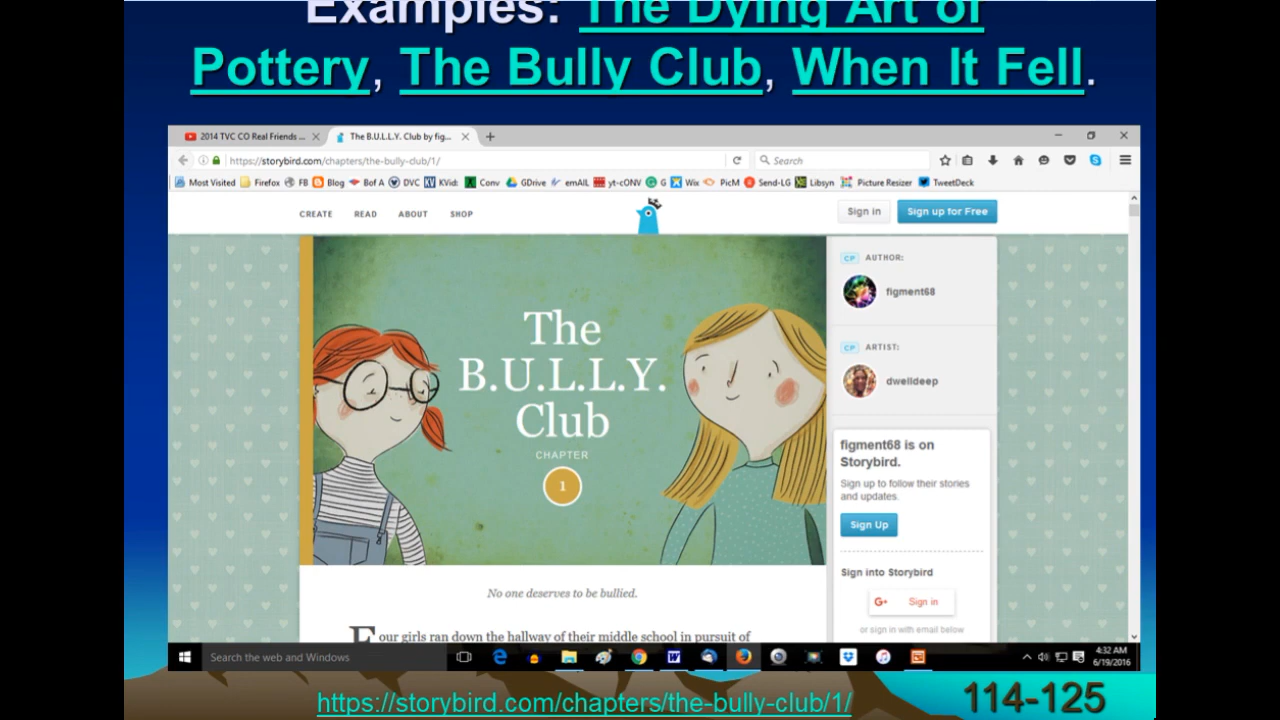 Examples: The Dying Art of
Pottery, The Bully Club, When It Fell.
2014 TVC CO Real Friends ...
The B.U.L.L.Y. Club by fig...
https://storybird.com/chapters/the-bully-club/1/
Search
Most Visited Firefox FB Blog Bof A DVC KVid: Conv GDrive emAIL yt-cONV G Wix PicM Send-LG Libsyn Picture Resizer TweetDeck
CREATE READ ABOUT SHOP
Sign in Sign up for Free
CP AUTHOR:
figment68
CP ARTIST:
dwelldeep
The
B.U.L.L.Y.
Club
CHAPTER
1
figment68 is on
Storybird.
Sign up to follow their stories
and updates.
Sign Up
Sign into Storybird
G+ Sign in
or sign in with email below
No one deserves to be bullied.
Four girls ran down the hallway of their middle school in pursuit of
Search the web and Windows
4:32 AM
6/19/2016
https://storybird.com/chapters/the-bully-club/1/
114-125